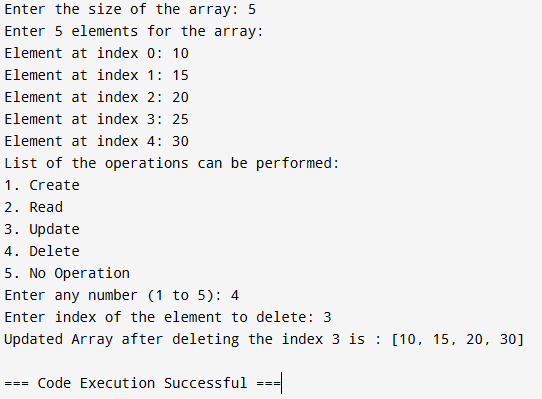 Enter the size of the array: 5
Enter 5 elements for the array:
Element at index 0: 10
Element at index 1: 15
Element at index 2: 20
Element at index 3: 25
Element at index 4: 30
List of the operations can be performed:
1. Create
2. Read
3. Update
4. Delete
5. No Operation
Enter any number (1 to 5): 4
Enter index of the element to delete: 3
Updated Array after deleting the index 3 is : [10, 15, 20, 30]
=== Code Execution Successful ===